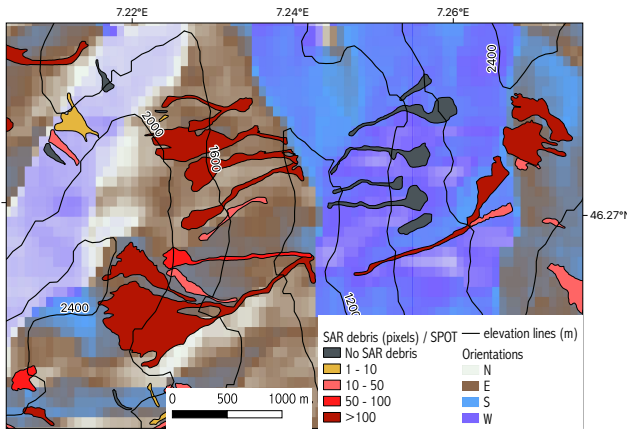 7.22°E 7.24°E 7.26°E
2400
2000
1600
46.27°N
2400
1200
SAR debris (pixels) / SPOT
No SAR debris
1 - 10
10 - 50
50 - 100
>100
elevation lines (m)
Orientations
N
E
S
W
0 500 1000 m